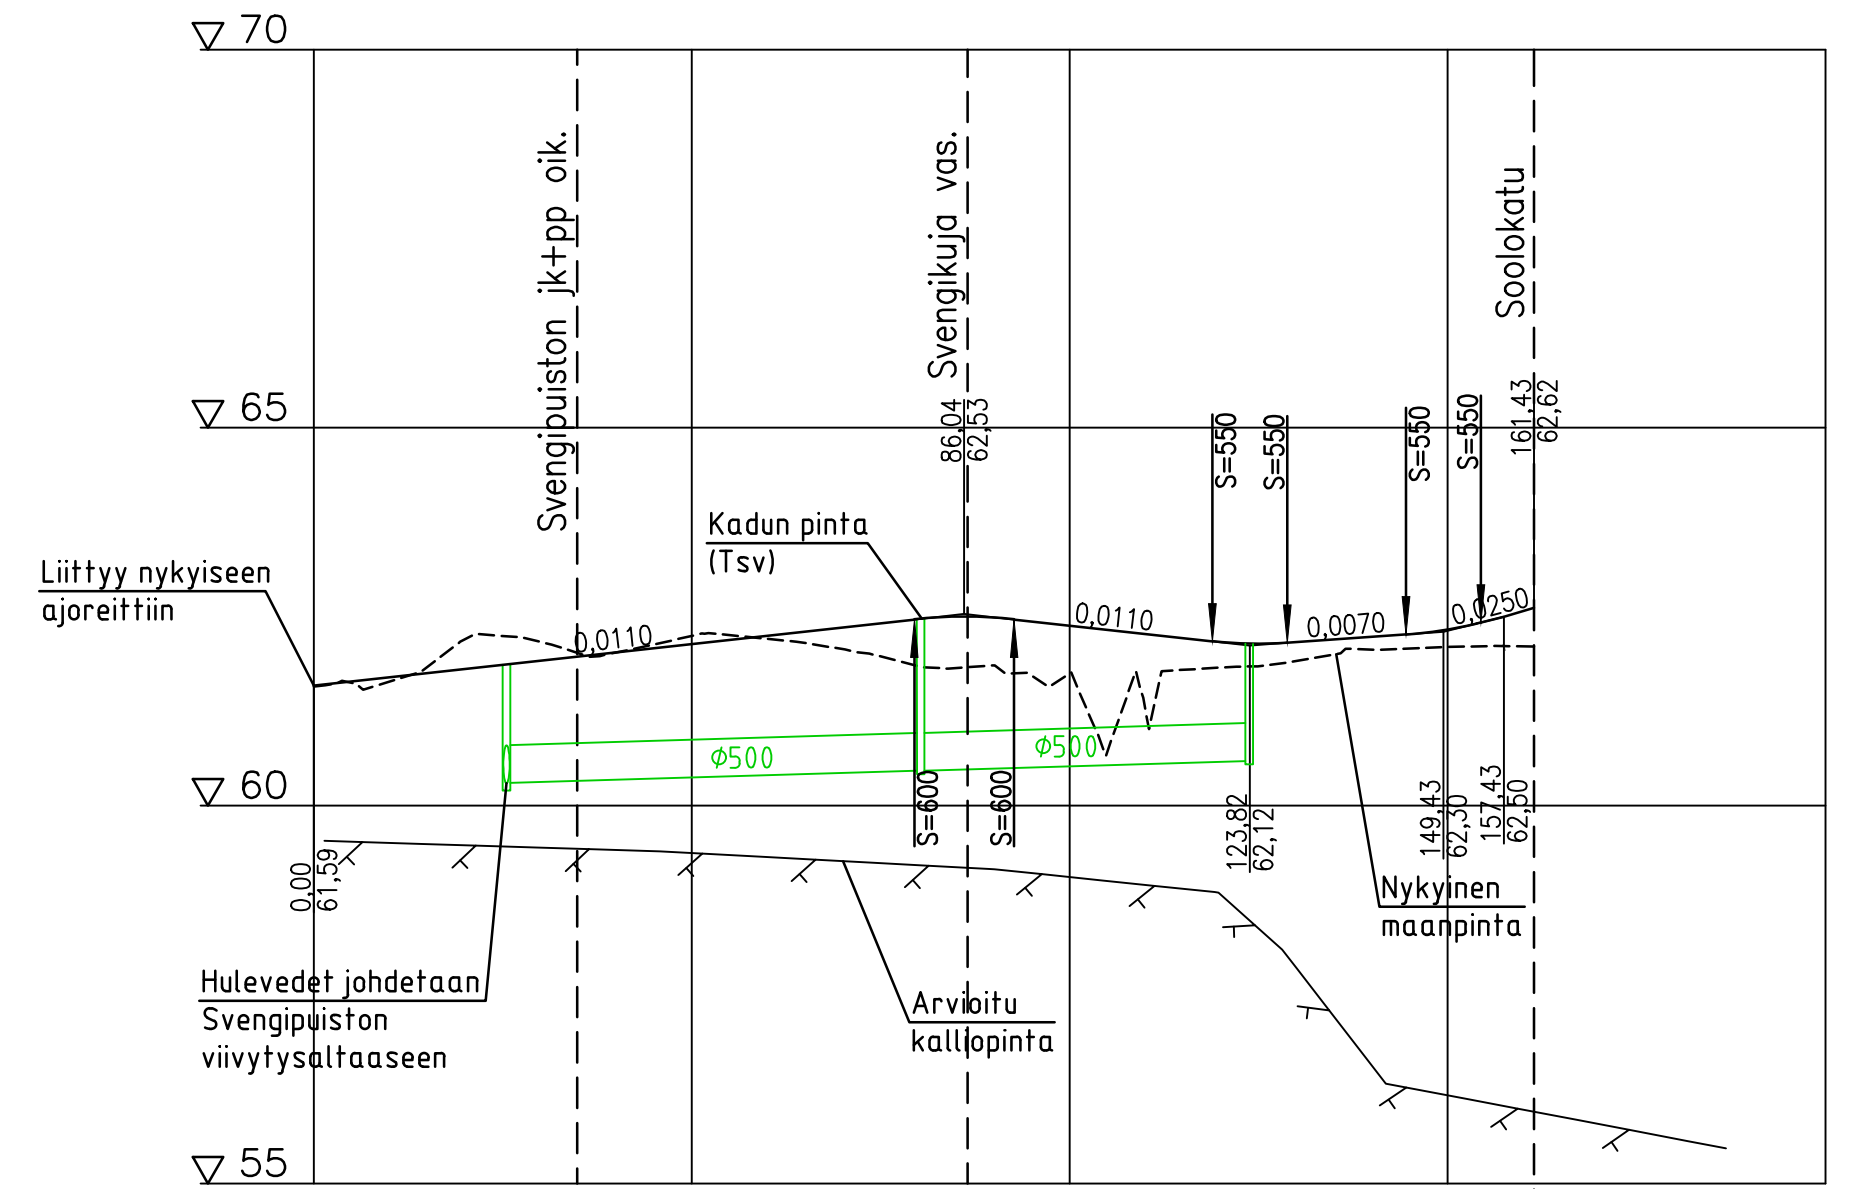 70
Svengipuiston jk+pp oik.
Svengikuja vas.
Soolokatu
65
86,04
62,53
S=550
S=550
S=550
S=550
161,43
62,62
Kadun pinta
(Tsv)
Liittyy nykyiseen
ajoreittiin
0,0110
0,0110
0,0070
0,0250
ϕ500
ϕ500
60
S=600
S=600
123,82
62,12
149,43
62,30
157,43
62,50
0,00
61,59
Nykyinen
maanpinta
Hulevedet johdetaan
Svengipuiston
viivytysaltaaseen
Arvioitu
kalliopinta
55